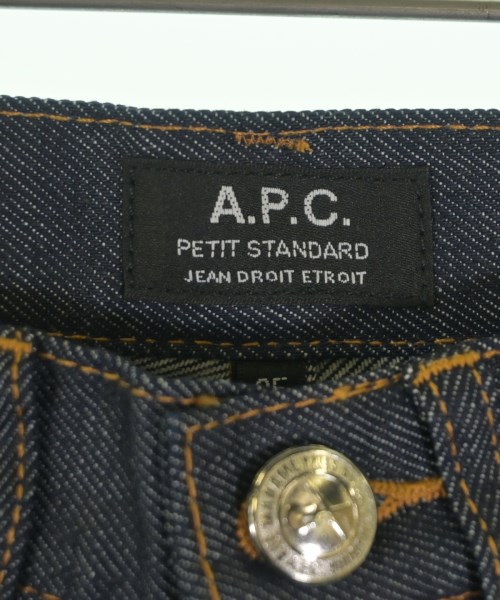 A.P.C.
PETIT STANDARD
JEAN DROIT ETROIT